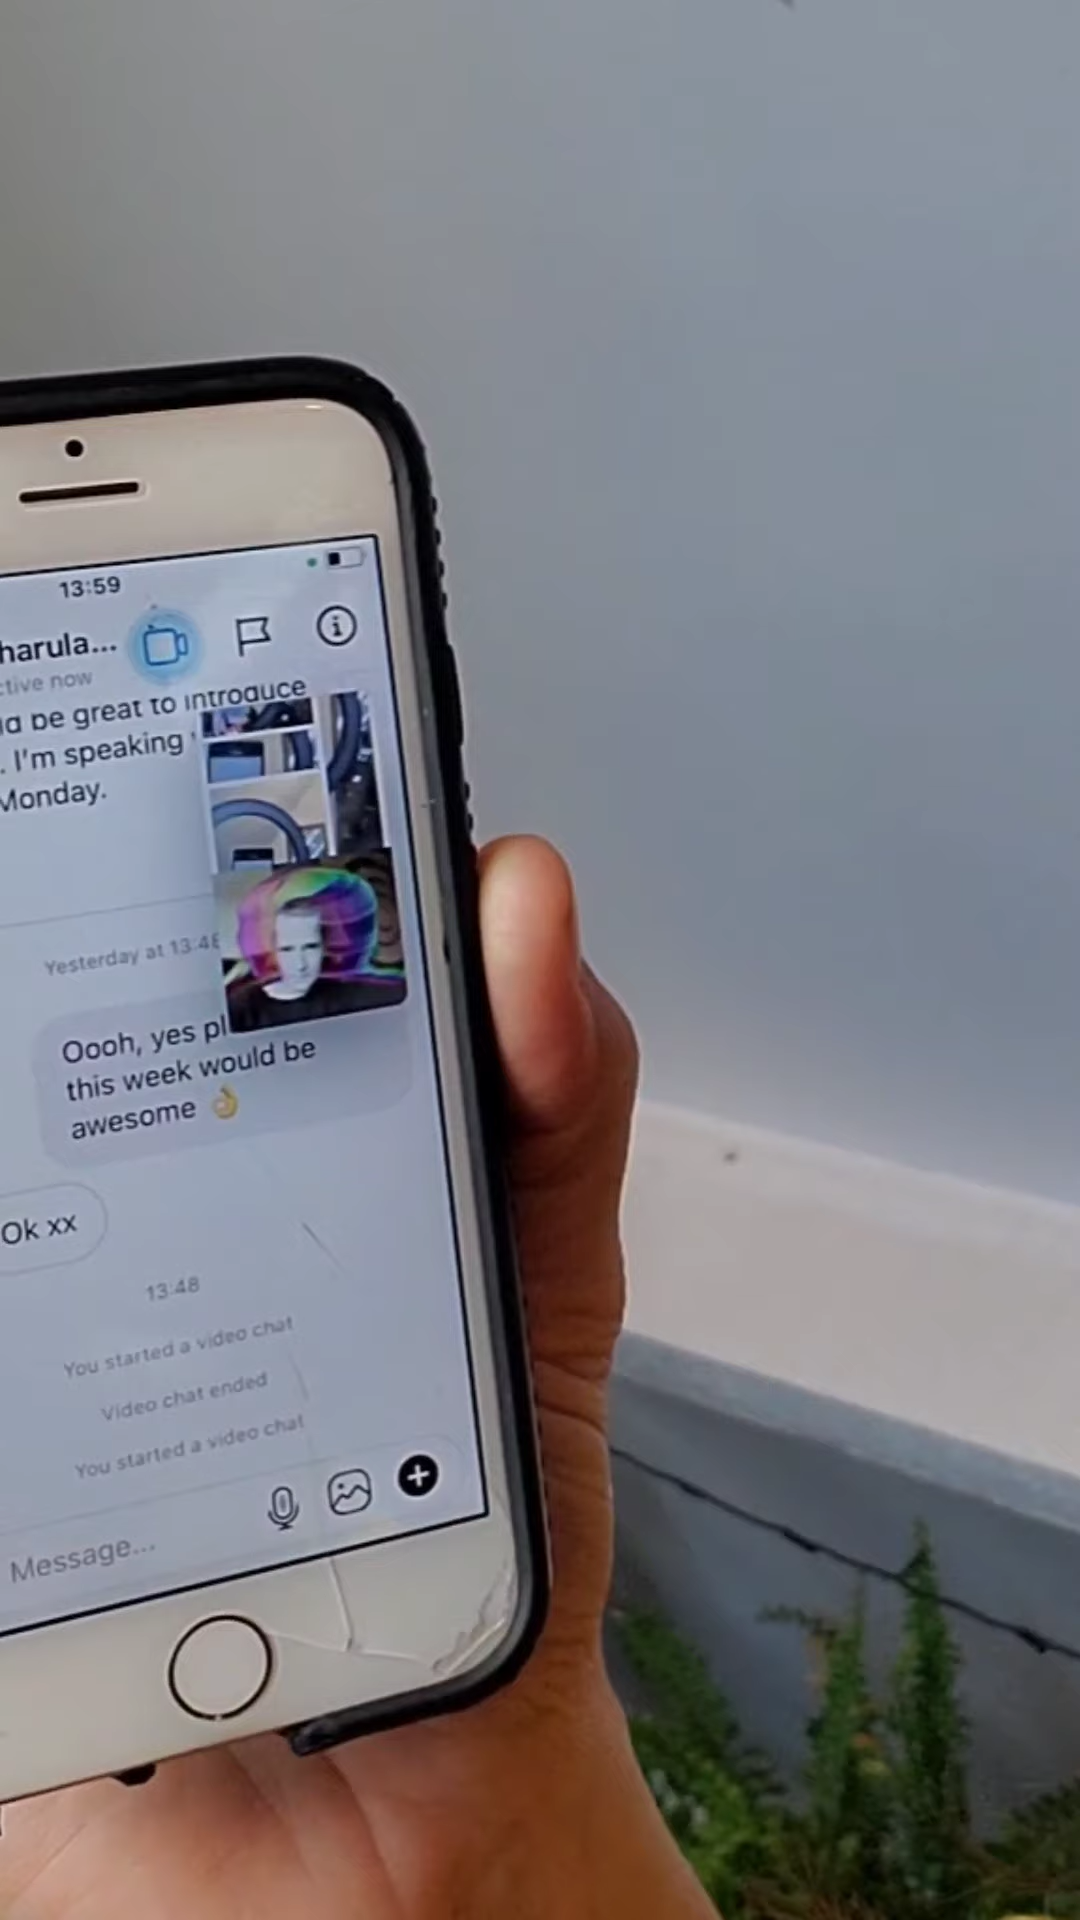 13:59
harula...
ctive now
ld be great to introduce
. I'm speaking
Monday.
Yesterday at 13:48
Oooh, yes pl
this week would be
awesome 👌
Ok xx
13:48
You started a video chat
Video chat ended
You started a video chat
Message...